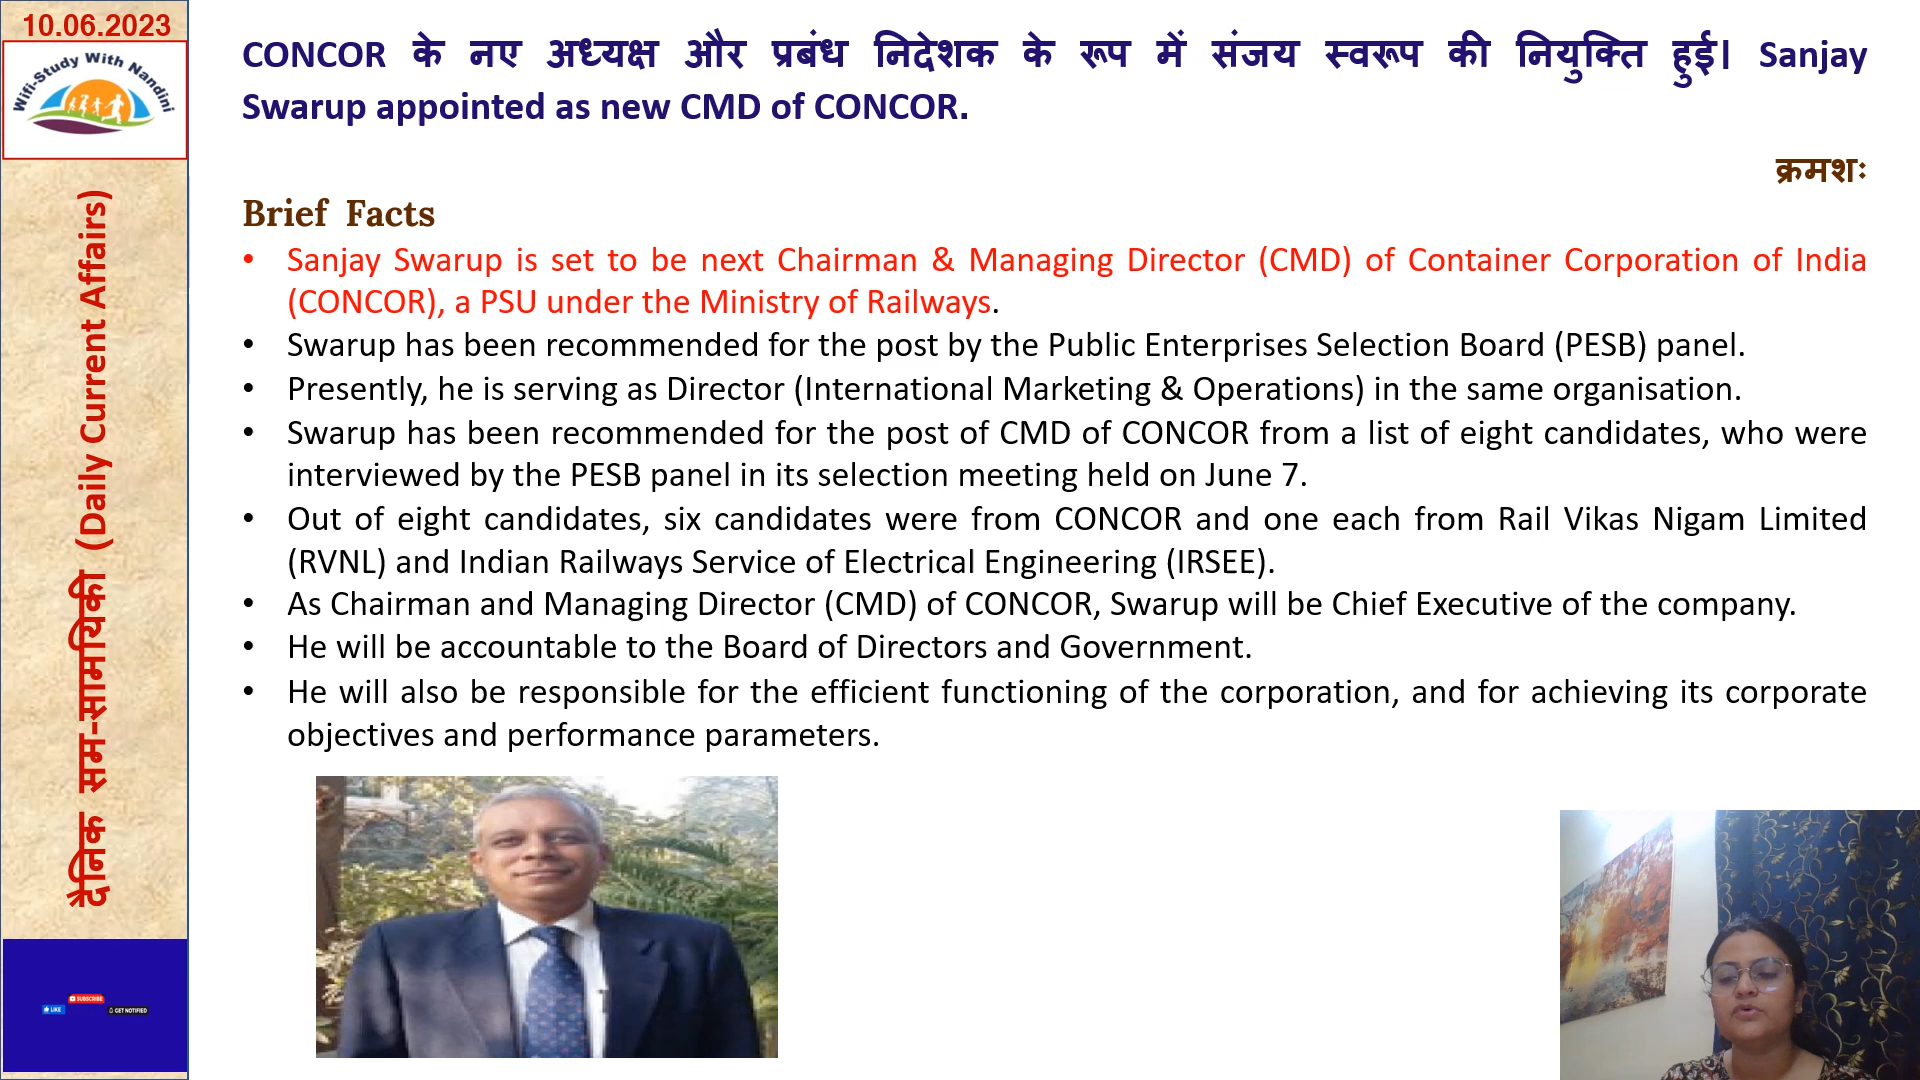 10.06.2023
Wifi-Study With Nandini
दैनिक सम-सामयिकी (Daily Current Affairs)
LIKE
SUBSCRIBE
GET NOTIFIED
CONCOR के नए अध्यक्ष और प्रबंध निदेशक के रूप में संजय स्वरूप की नियुक्ति हुई। Sanjay
Swarup appointed as new CMD of CONCOR.
क्रमशः
Brief Facts
• Sanjay Swarup is set to be next Chairman & Managing Director (CMD) of Container Corporation of India
(CONCOR), a PSU under the Ministry of Railways.
• Swarup has been recommended for the post by the Public Enterprises Selection Board (PESB) panel.
• Presently, he is serving as Director (International Marketing & Operations) in the same organisation.
• Swarup has been recommended for the post of CMD of CONCOR from a list of eight candidates, who were
interviewed by the PESB panel in its selection meeting held on June 7.
• Out of eight candidates, six candidates were from CONCOR and one each from Rail Vikas Nigam Limited
(RVNL) and Indian Railways Service of Electrical Engineering (IRSEE).
• As Chairman and Managing Director (CMD) of CONCOR, Swarup will be Chief Executive of the company.
• He will be accountable to the Board of Directors and Government.
• He will also be responsible for the efficient functioning of the corporation, and for achieving its corporate
objectives and performance parameters.